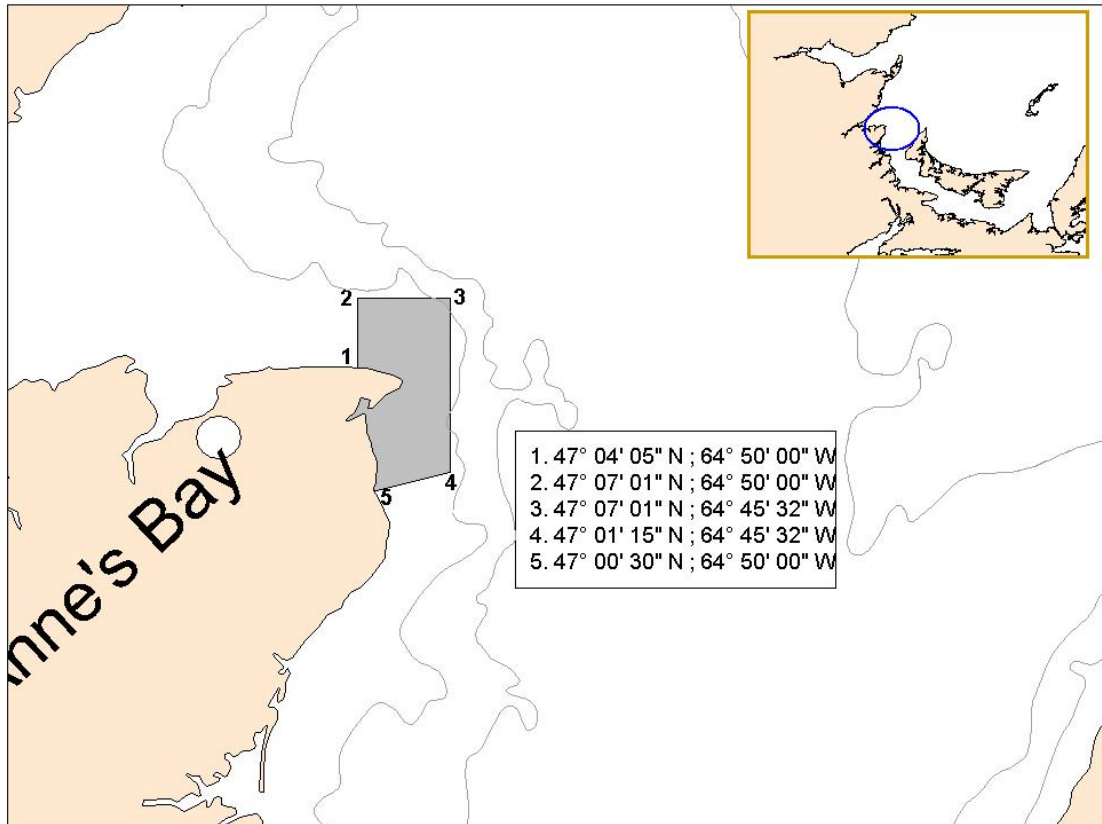 2
3
1
1. 47° 04' 05" N ; 64° 50' 00" W
2. 47° 07' 01" N ; 64° 50' 00" W
3. 47° 07' 01" N ; 64° 45' 32" W
4. 47° 01' 15" N ; 64° 45' 32" W
5. 47° 00' 30" N ; 64° 50' 00" W
4
5
Anne's Bay